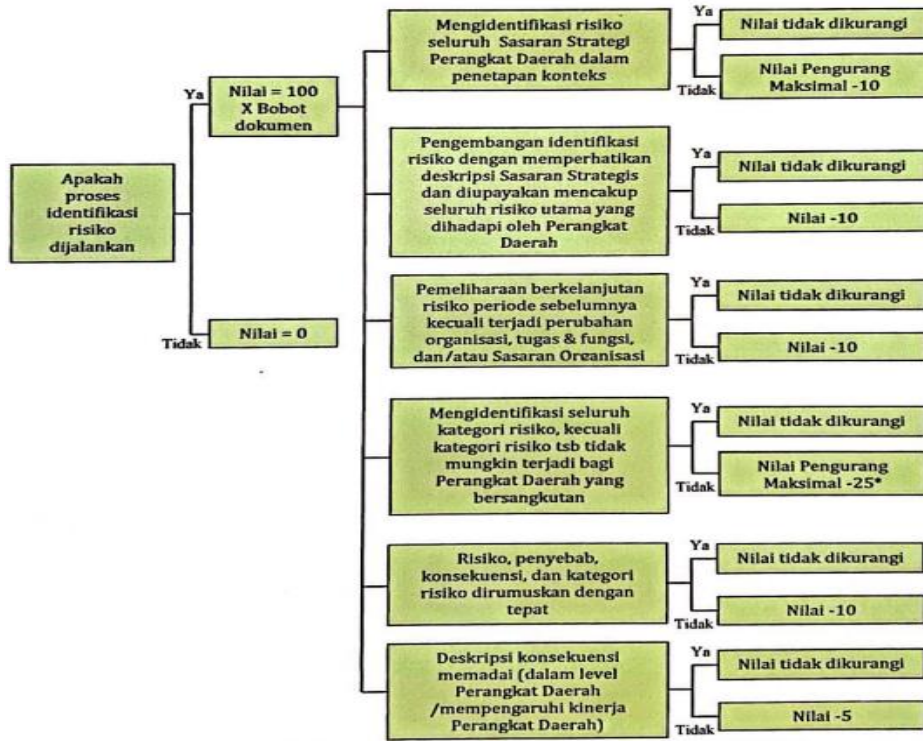 Apakah
proses
identifikasi
risiko
dijalankan
Ya
Nilai = 100
X Bobot
dokumen
Tidak
Nilai = 0
Mengidentifikasi risiko
seluruh Sasaran Strategi
Perangkat Daerah dalam
penetapan konteks
Ya
Nilai tidak dikurangi
Tidak
Nilai Pengurang
Maksimal -10
Pengembangan identifikasi
risiko dengan memperhatikan
deskripsi Sasaran Strategis
dan diupayakan mencakup
seluruh risiko utama yang
dihadapi oleh Perangkat
Daerah
Ya
Nilai tidak dikurangi
Tidak
Nilai -10
Pemeliharaan berkelanjutan
risiko periode sebelumnya
kecuali terjadi perubahan
organisasi, tugas & fungsi,
dan/atau Sasaran Organisasi
Ya
Nilai tidak dikurangi
Tidak
Nilai -10
Mengidentifikasi seluruh
kategori risiko, kecuali
kategori risiko tsb tidak
mungkin terjadi bagi
Perangkat Daerah yang
bersangkutan
Ya
Nilai tidak dikurangi
Tidak
Nilai Pengurang
Maksimal -25*
Risiko, penyebab,
konsekuensi, dan kategori
risiko dirumuskan dengan
tepat
Ya
Nilai tidak dikurangi
Tidak
Nilai -10
Deskripsi konsekuensi
memadai (dalam level
Perangkat Daerah
/mempengaruhi kinerja
Perangkat Daerah)
Ya
Nilai tidak dikurangi
Tidak
Nilai -5